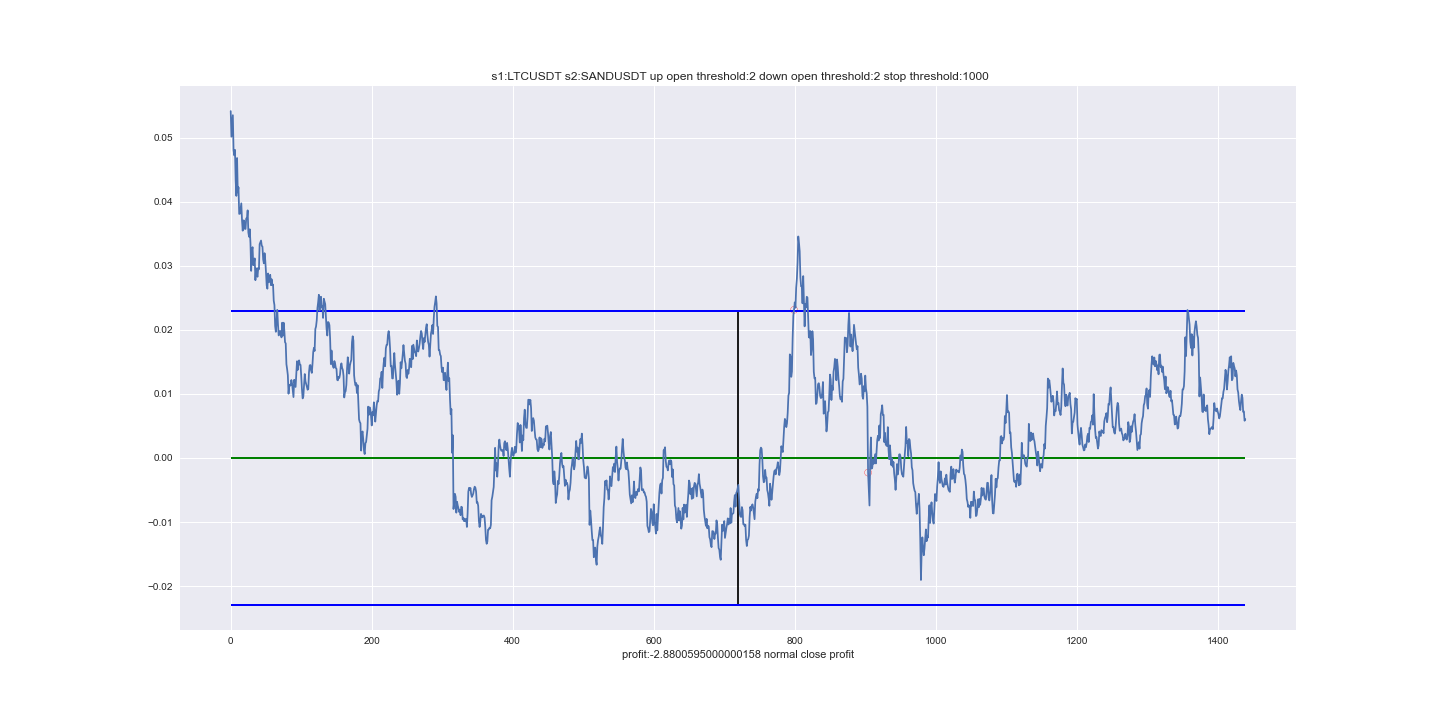 s1:LTCUSDT s2:SANDUSDT up open threshold:2 down open threshold:2 stop threshold:1000
0.05
0.04
0.03
0.02
0.01
0.00
−0.01
−0.02
0 200 400 600 800 1000 1200 1400
profit:-2.8800595000000158 normal close profit